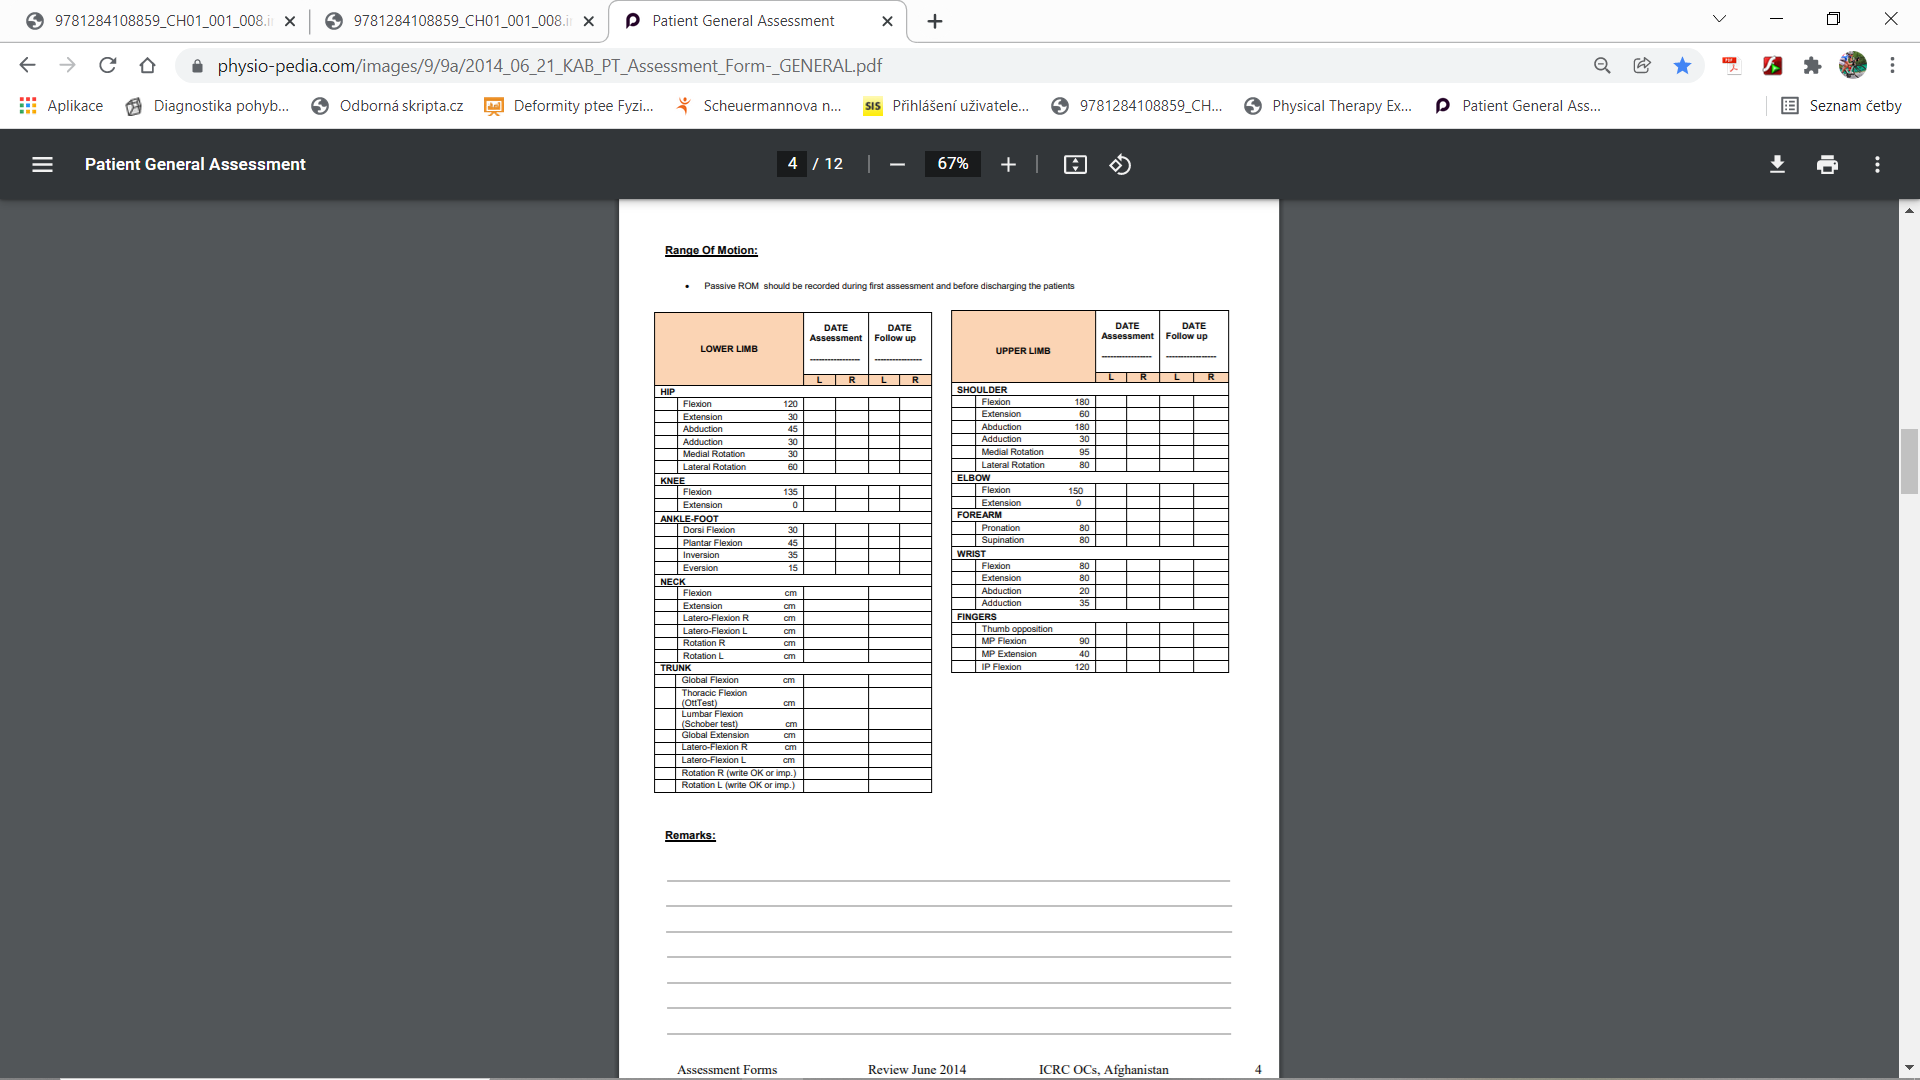 9781284108859_CH01_001_008.i
9781284108859_CH01_001_008.i
Patient General Assessment
physio-pedia.com/images/9/9a/2014_06_21_KAB_PT_Assessment_Form-_GENERAL.pdf
Aplikace
Diagnostika pohyb...
Odborná skripta.cz
Deformity ptee Fyzi...
Scheuermannova n...
SIS
Přihlášení uživatele...
9781284108859_CH...
Physical Therapy Ex...
Patient General Ass...
Seznam četby
Patient General Assessment
4 / 12
67%
Range Of Motion:
• Passive ROM should be recorded during first assessment and before discharging the patients
LOWER LIMB
DATE Assessment
DATE Follow up
L R L R
HIP
Flexion 120
Extension 30
Abduction 45
Adduction 30
Medial Rotation 30
Lateral Rotation 60
KNEE
Flexion 135
Extension 0
ANKLE-FOOT
Dorsi Flexion 30
Plantar Flexion 45
Inversion 35
Eversion 15
NECK
Flexion cm
Extension cm
Latero-Flexion R cm
Latero-Flexion L cm
Rotation R cm
Rotation L cm
TRUNK
Global Flexion cm
Thoracic Flexion
(OttTest) cm
Lumbar Flexion
(Schober test) cm
Global Extension cm
Latero-Flexion R cm
Latero-Flexion L cm
Rotation R (write OK or imp.)
Rotation L (write OK or imp.)
UPPER LIMB
DATE Assessment
DATE Follow up
L R L R
SHOULDER
Flexion 180
Extension 60
Abduction 180
Adduction 30
Medial Rotation 95
Lateral Rotation 80
ELBOW
Flexion 150
Extension 0
FOREARM
Pronation 80
Supination 80
WRIST
Flexion 80
Extension 80
Abduction 20
Adduction 35
FINGERS
Thumb opposition
MP Flexion 90
MP Extension 40
IP Flexion 120
Remarks:
Assessment Forms Review June 2014 ICRC OCs, Afghanistan 4